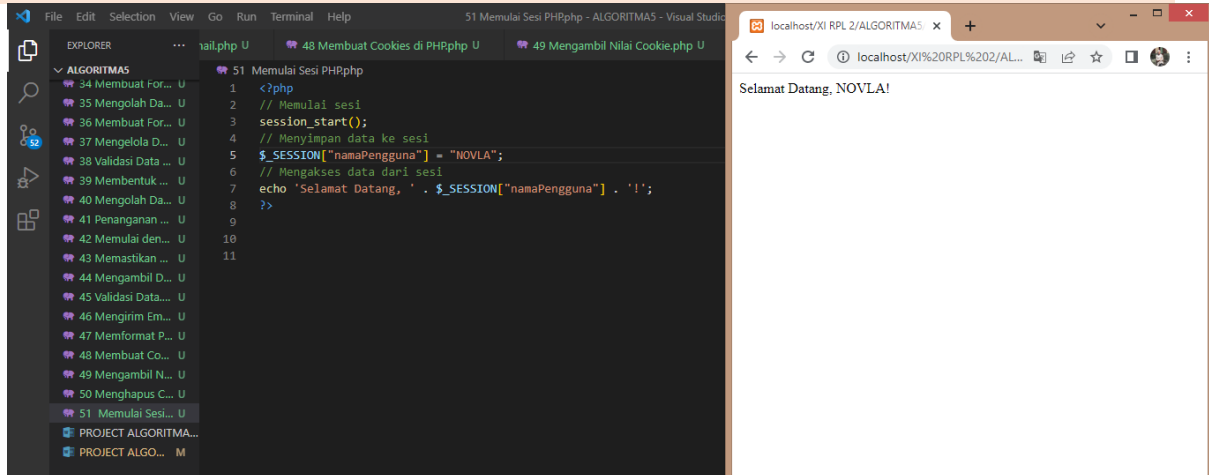 File Edit Selection View Go Run Terminal Help 51 Memulai Sesi PHP.php - ALGORITMA5 - Visual Studio
EXPLORER ... nail.php U 48 Membuat Cookies di PHP.php U 49 Mengambil Nilai Cookie.php U
ALGORITMA5
34 Membuat For... U
35 Mengolah Da... U
36 Membuat For... U
37 Mengelola D... U
38 Validasi Data ... U
39 Membentuk ... U
40 Mengolah Da... U
41 Penanganan ... U
42 Memulai den... U
43 Memastikan ... U
44 Mengambil D... U
45 Validasi Data.... U
46 Mengirim Em... U
47 Memformat P... U
48 Membuat Co... U
49 Mengambil N... U
50 Menghapus C... U
51 Memulai Sesi... U
PROJECT ALGORITMA...
PROJECT ALGO... M
52
51 Memulai Sesi PHP.php
1 <?php
2 // Memulai sesi
3 session_start();
4 // Menyimpan data ke sesi
5 $_SESSION["namaPengguna"] = "NOVLA";
6 // Mengakses data dari sesi
7 echo 'Selamat Datang, ' . $_SESSION["namaPengguna"] . '!';
8 ?>
9
10
11
localhost/XI RPL 2/ALGORITMA5
localhost/XI%20RPL%202/AL...
Selamat Datang, NOVLA!